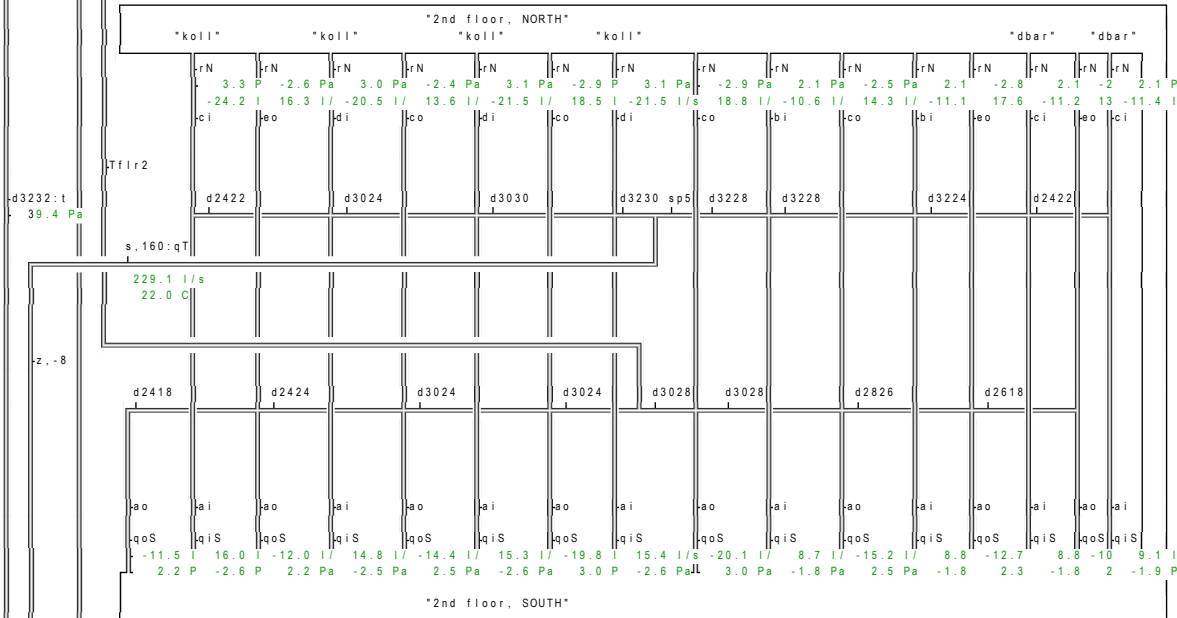 "2nd floor, NORTH"
"koll" "koll" "koll" "koll" "dbar" "dbar"
rN rN rN rN rN rN rN rN rN rN rN rN rN rN rN
3.3 P -2.6 Pa 3.0 Pa -2.4 Pa 3.1 Pa -2.9 P 3.1 Pa -2.9 Pa 2.1 Pa -2.5 Pa 2.1 -2.8 2.1 -2 2.1 P
-24.2 l 16.3 l/ -20.5 l/ 13.6 l/ -21.5 l/ 18.5 l -21.5 l/s 18.8 l/ -10.6 l/ 14.3 l/ -11.1 17.6 -11.2 13 -11.4 l
ci eo di co di co di co bi co bi eo ci eo ci
Tflr2
d3232:t d2422 d3024 d3030 d3230 sp5 d3228 d3228 d3224 d2422
39.4 Pa
s,160:qT
229.1 l/s
22.0 C
z,-8
d2418 d2424 d3024 d3024 d3028 d3028 d2826 d2618
ao ai ao ai ao ai ao ai ao ai ao ai ao ai ao ai
qoS qiS qoS qiS qoS qiS qoS qiS qoS qiS qoS qiS qoS qiS qoS qiS
-11.5 l 16.0 l -12.0 l/ 14.8 l/ -14.4 l/ 15.3 l/ -19.8 l 15.4 l/s -20.1 l/ 8.7 l/ -15.2 l/ 8.8 -12.7 8.8 -10 9.1 l
2.2 P -2.6 P 2.2 Pa -2.5 Pa 2.5 Pa -2.6 Pa 3.0 P -2.6 Pa 3.0 Pa -1.8 Pa 2.5 Pa -1.8 2.3 -1.8 2 -1.9 P
"2nd floor, SOUTH"